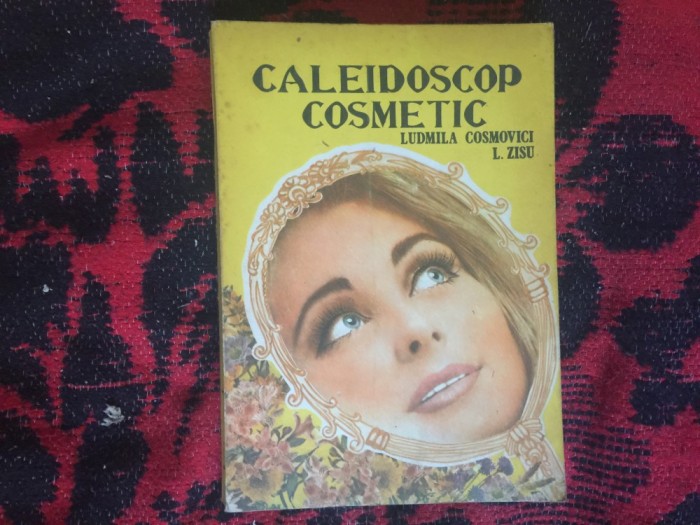 CALEIDOSCOP
COSMETIC
LUDMILA COSMOVICI
L. ZISU